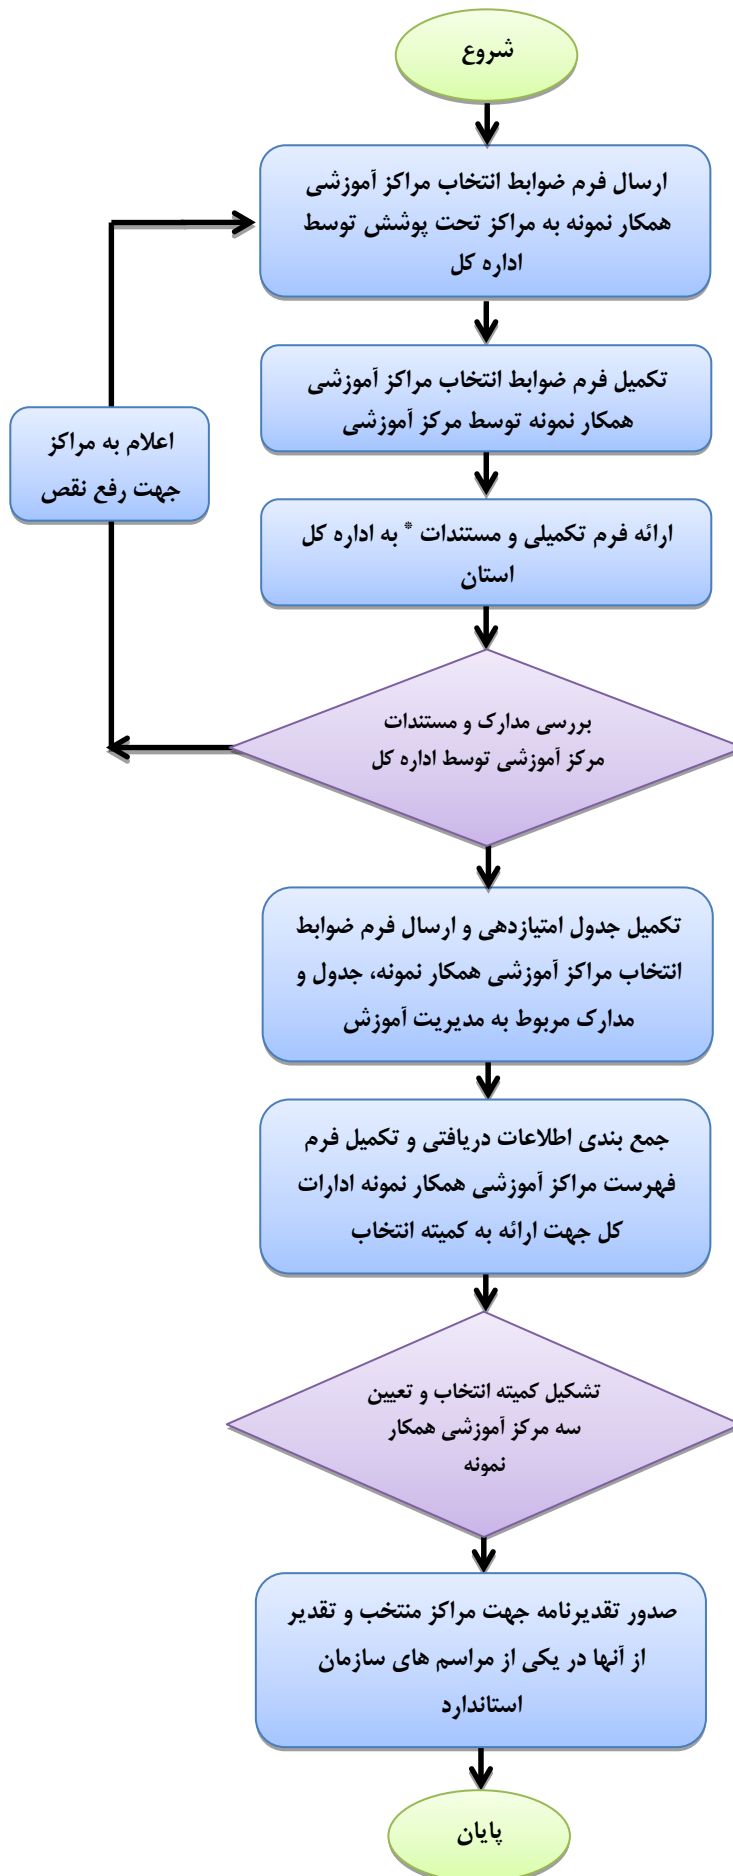 شروع
ارسال فرم ضوابط انتخاب مراکز آموزشی
همکار نمونه به مراکز تحت پوشش توسط
اداره کل
تکمیل فرم ضوابط انتخاب مراکز آموزشی
همکار نمونه توسط مرکز آموزشی
اعلام به مراکز
جهت رفع نقص
ارائه فرم تکمیلی و مستندات * به اداره کل
استان
بررسی مدارک و مستندات
مرکز آموزشی توسط اداره کل
تکمیل جدول امتیازدهی و ارسال فرم ضوابط
انتخاب مراکز آموزشی همکار نمونه، جدول و
مدارک مربوط به مدیریت آموزش
جمع بندی اطلاعات دریافتی و تکمیل فرم
فهرست مراکز آموزشی همکار نمونه ادارات
کل جهت ارائه به کمیته انتخاب
تشکیل کمیته انتخاب و تعیین
سه مرکز آموزشی همکار
نمونه
صدور تقدیرنامه جهت مراکز منتخب و تقدیر
از آنها در یکی از مراسم های سازمان
استاندارد
پایان